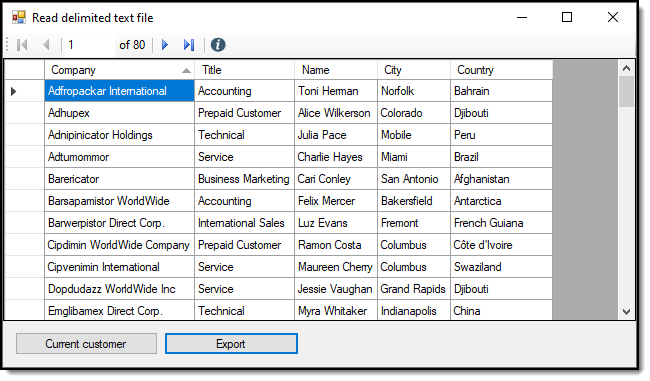 Read delimited text file
1 of 80
Company Title Name City Country
Adfropackar International Accounting Toni Herman Norfolk Bahrain
Adhupex Prepaid Customer Alice Wilkerson Colorado Djibouti
Adnipinicator Holdings Technical Julia Pace Mobile Peru
Adtumommor Service Charlie Hayes Miami Brazil
Barericator Business Marketing Cari Conley San Antonio Afghanistan
Barsapamistor WorldWide Accounting Felix Mercer Bakersfield Antarctica
Barwerpistor Direct Corp. International Sales Luz Evans Fremont French Guiana
Cipdimin WorldWide Company Prepaid Customer Ramon Costa Columbus Côte d'Ivoire
Cipvenimin International Service Maureen Cherry Columbus Swaziland
Dopdudazz WorldWide Inc Service Jessie Vaughan Grand Rapids Djibouti
Emglibamex Direct Corp. Technical Myra Whitaker Indianapolis China
Current customer Export